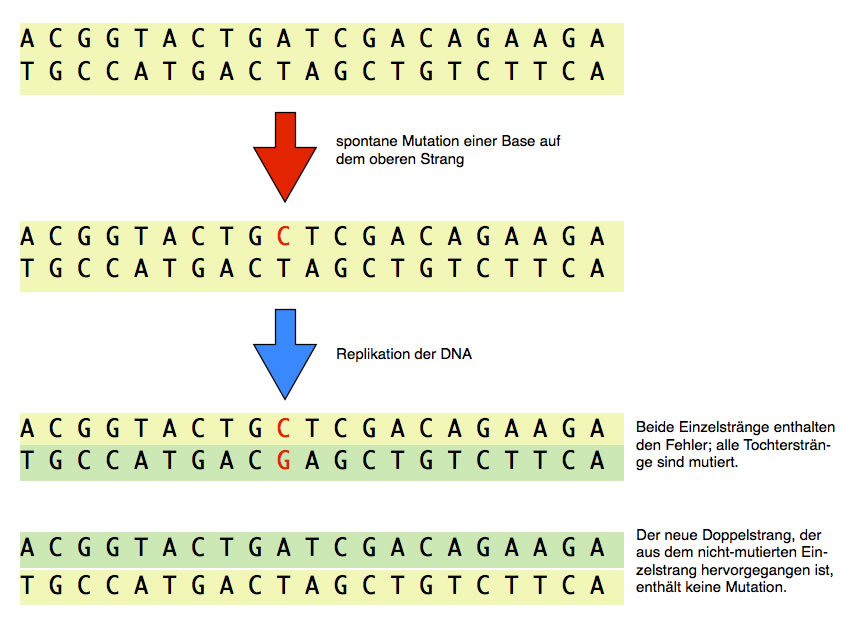 A C G G T A C T G A T C G A C A G A A G A
T G C C A T G A C T A G C T G T C T T C A
spontane Mutation einer Base auf
dem oberen Strang
A C G G T A C T G C T C G A C A G A A G A
T G C C A T G A C T A G C T G T C T T C A
Replikation der DNA
A C G G T A C T G C T C G A C A G A A G A
T G C C A T G A C G A G C T G T C T T C A
Beide Einzelstränge enthalten
den Fehler; alle Tochtersträn-
ge sind mutiert.
A C G G T A C T G A T C G A C A G A A G A
T G C C A T G A C T A G C T G T C T T C A
Der neue Doppelstrang, der
aus dem nicht-mutierten Ein-
zelstrang hervorgegangen ist,
enthält keine Mutation.